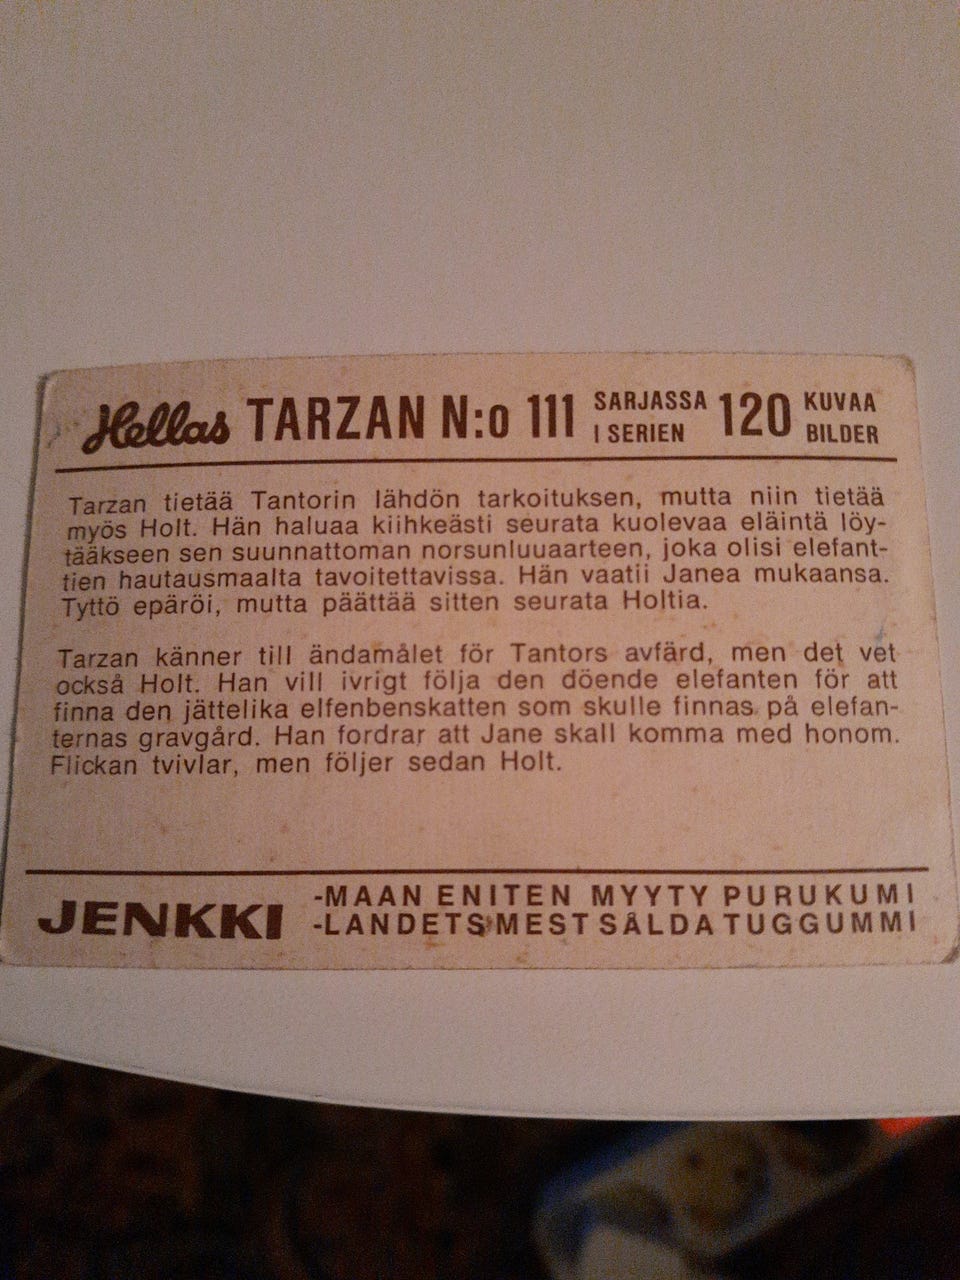 Hellas TARZAN N:o 111 SARJASSA 120 KUVAA
I SERIEN BILDER
Tarzan tietää Tantorin lähdön tarkoituksen, mutta niin tietää
myös Holt. Hän haluaa kiihkeästi seurata kuolevaa eläintä löy-
tääkseen sen suunnattoman norsunluuaarteen, joka olisi elefant-
tien hautausmaalta tavoitettavissa. Hän vaatii Janea mukaansa.
Tyttö epäröi, mutta päättää sitten seurata Holtia.
Tarzan känner till ändamålet för Tantors avfärd, men det vet
också Holt. Han vill ivrigt följa den döende elefanten för att
finna den jättelika elfenbensskatten som skulle finnas på elefan-
ternas gravgård. Han fordrar att Jane skall komma med honom.
Flickan tvivlar, men följer sedan Holt.
JENKKI -MAAN ENITEN MYYTY PURUKUMI
-LANDETS MEST SÅLDA TUGGUMMI